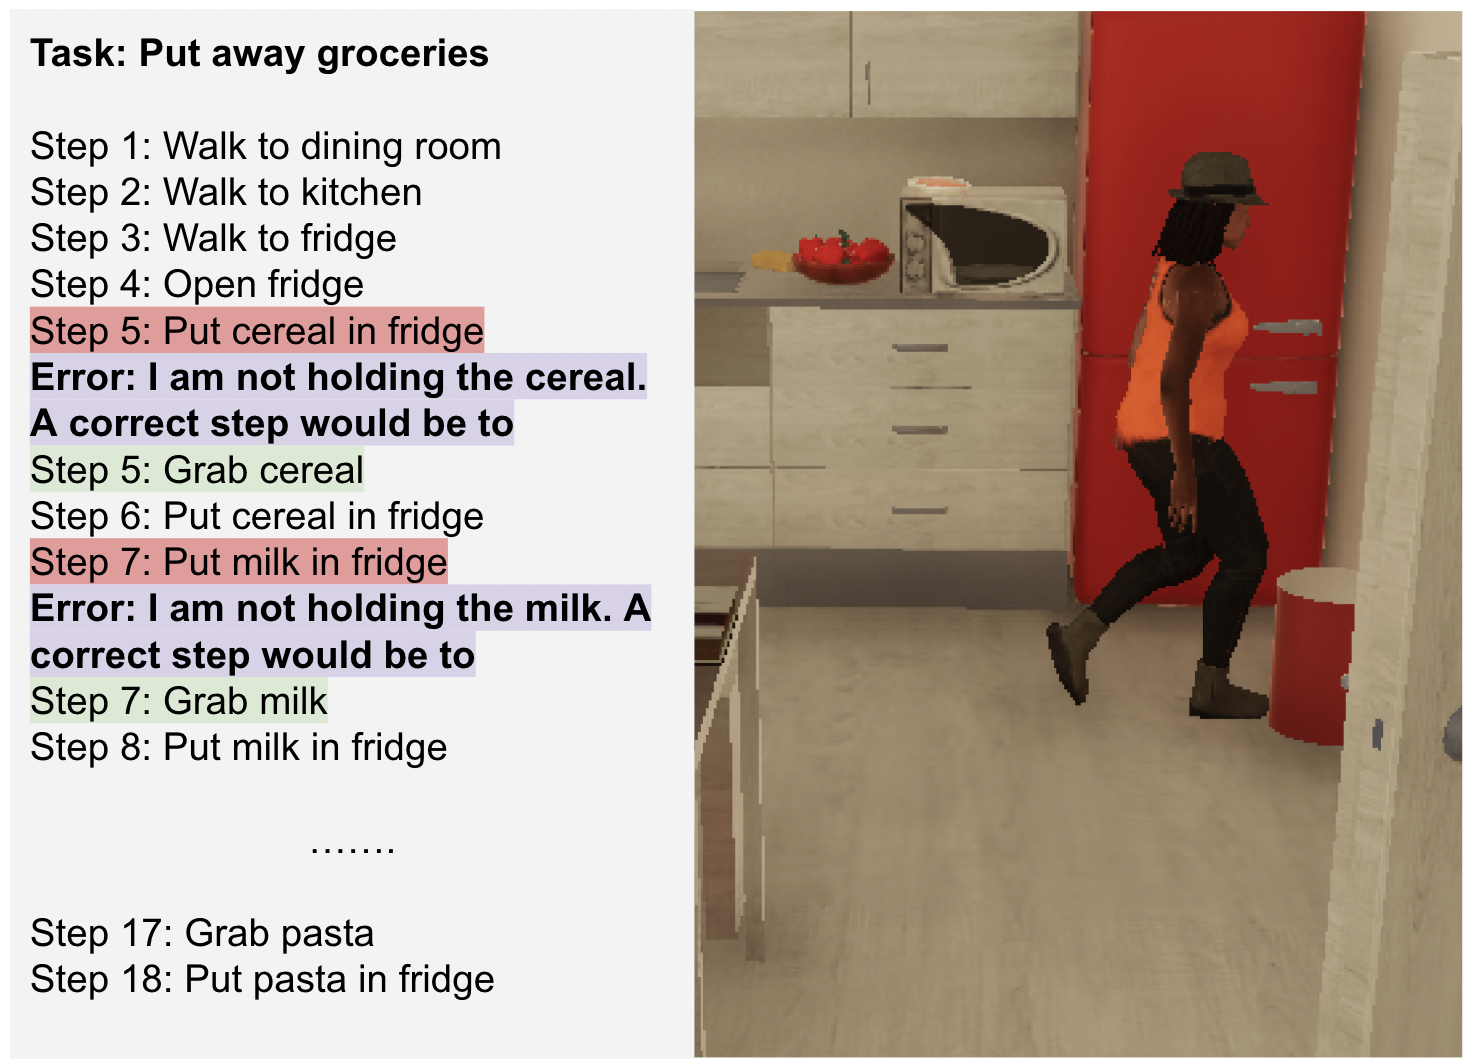 Task: Put away groceries
Step 1: Walk to dining room
Step 2: Walk to kitchen
Step 3: Walk to fridge
Step 4: Open fridge
Step 5: Put cereal in fridge
Error: I am not holding the cereal.
A correct step would be to
Step 5: Grab cereal
Step 6: Put cereal in fridge
Step 7: Put milk in fridge
Error: I am not holding the milk. A
correct step would be to
Step 7: Grab milk
Step 8: Put milk in fridge
.......
Step 17: Grab pasta
Step 18: Put pasta in fridge